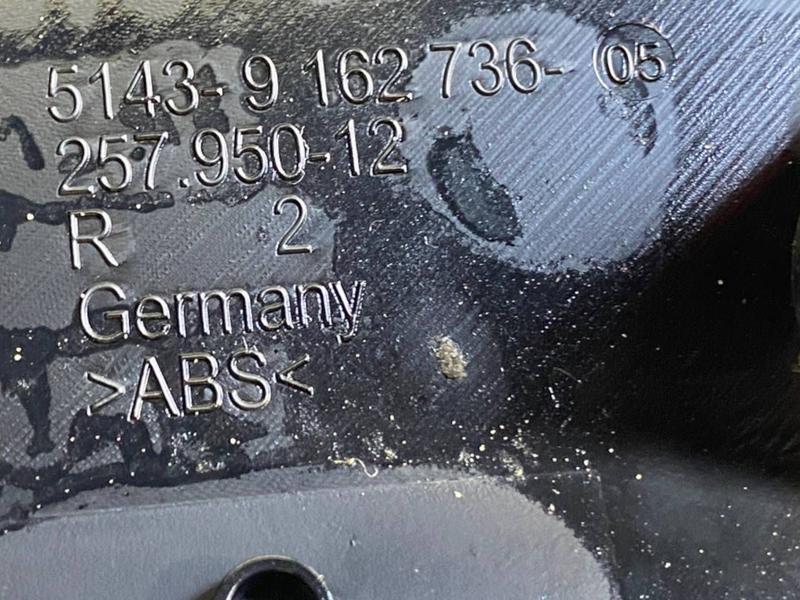 5143-9 162 736-05
257.950-12
R 2
Germany
>ABS<